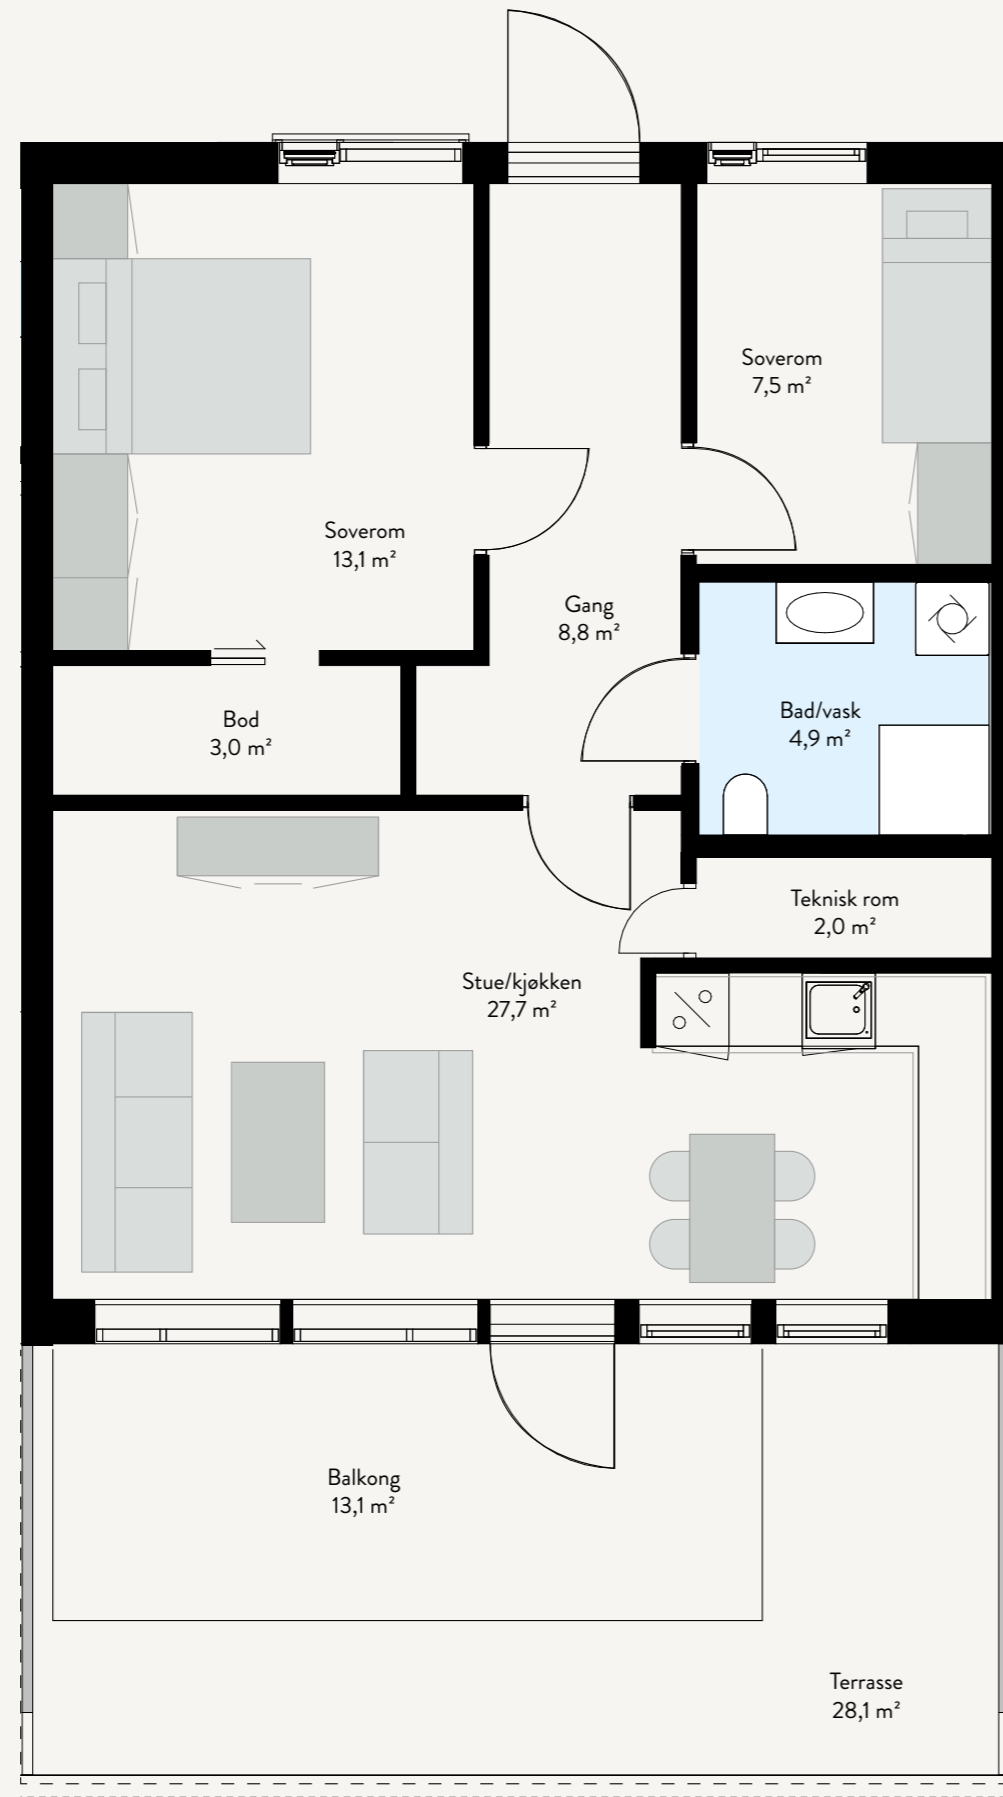 Soverom
7,5 m²
Soverom
13,1 m²
Gang
8,8 m²
Bod
3,0 m²
Bad/vask
4,9 m²
Teknisk rom
2,0 m²
Stue/kjøkken
27,7 m²
Balkong
13,1 m²
Terrasse
28,1 m²